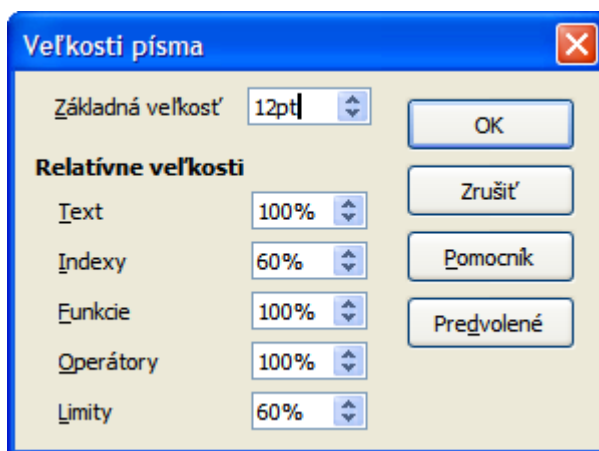 Veľkosti písma
Základná veľkosť 12pt
OK
Relatívne veľkosti
Zrušiť
Text 100%
Indexy 60%
Pomocník
Funkcie 100%
Predvolené
Operátory 100%
Limity 60%